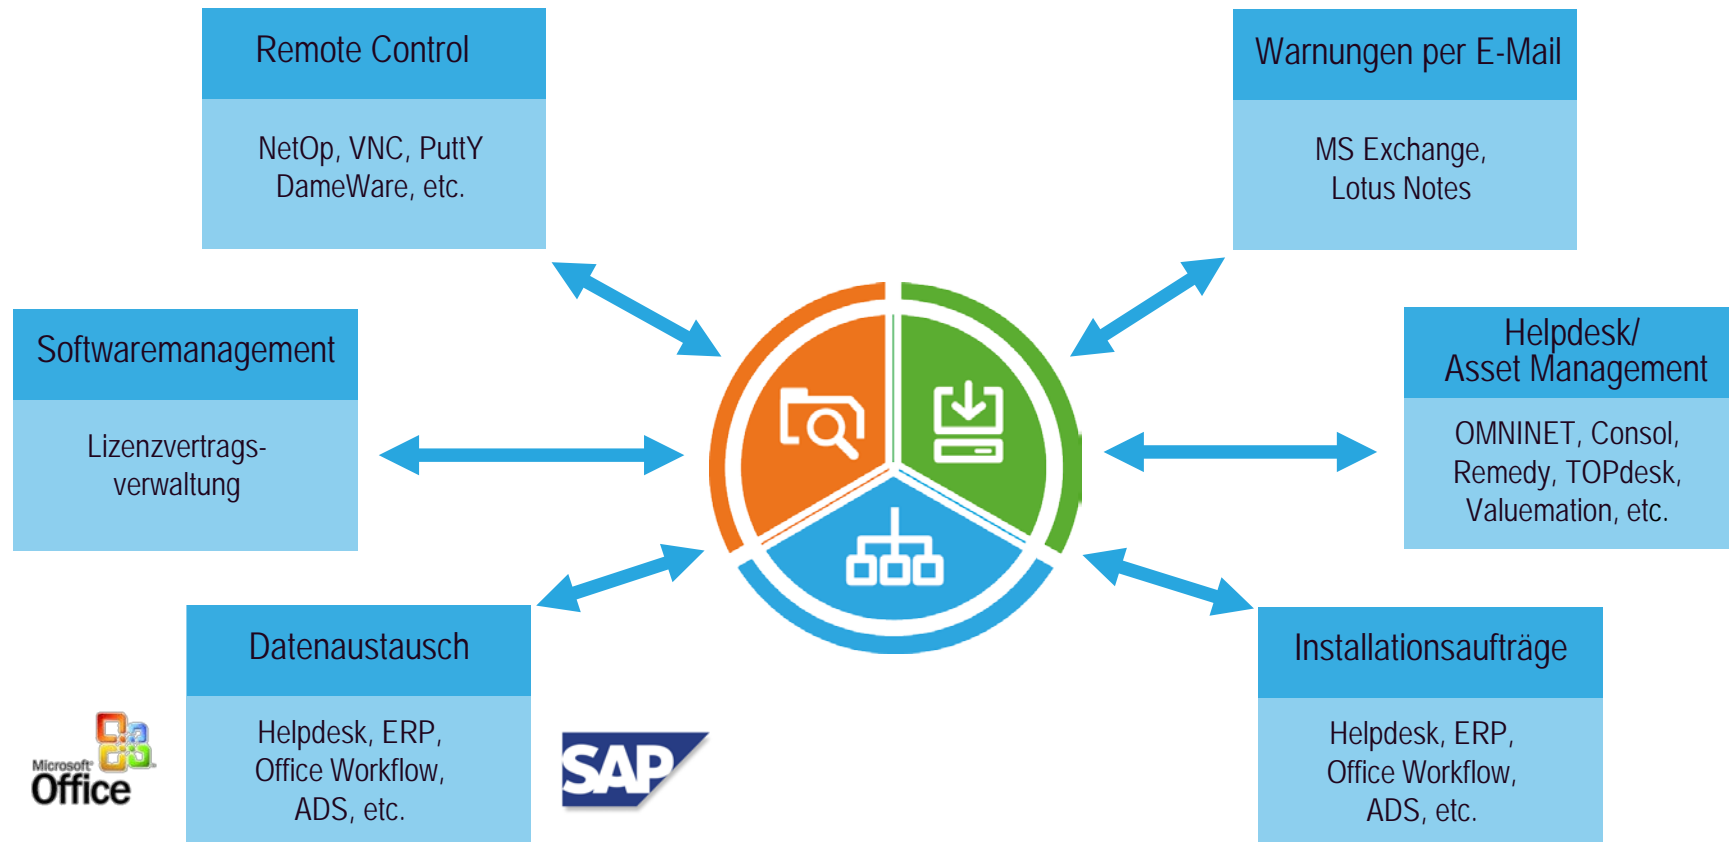 Remote Control
NetOp, VNC, PuttY
DameWare, etc.
Warnungen per E-Mail
MS Exchange,
Lotus Notes
Softwaremanagement
Lizenzvertrags-
verwaltung
Helpdesk/
Asset Management
OMNINET, Consol,
Remedy, TOPdesk,
Valuemation, etc.
Datenaustausch
Helpdesk, ERP,
Office Workflow,
ADS, etc.
Microsoft
Office
SAP
Installationsaufträge
Helpdesk, ERP,
Office Workflow,
ADS, etc.